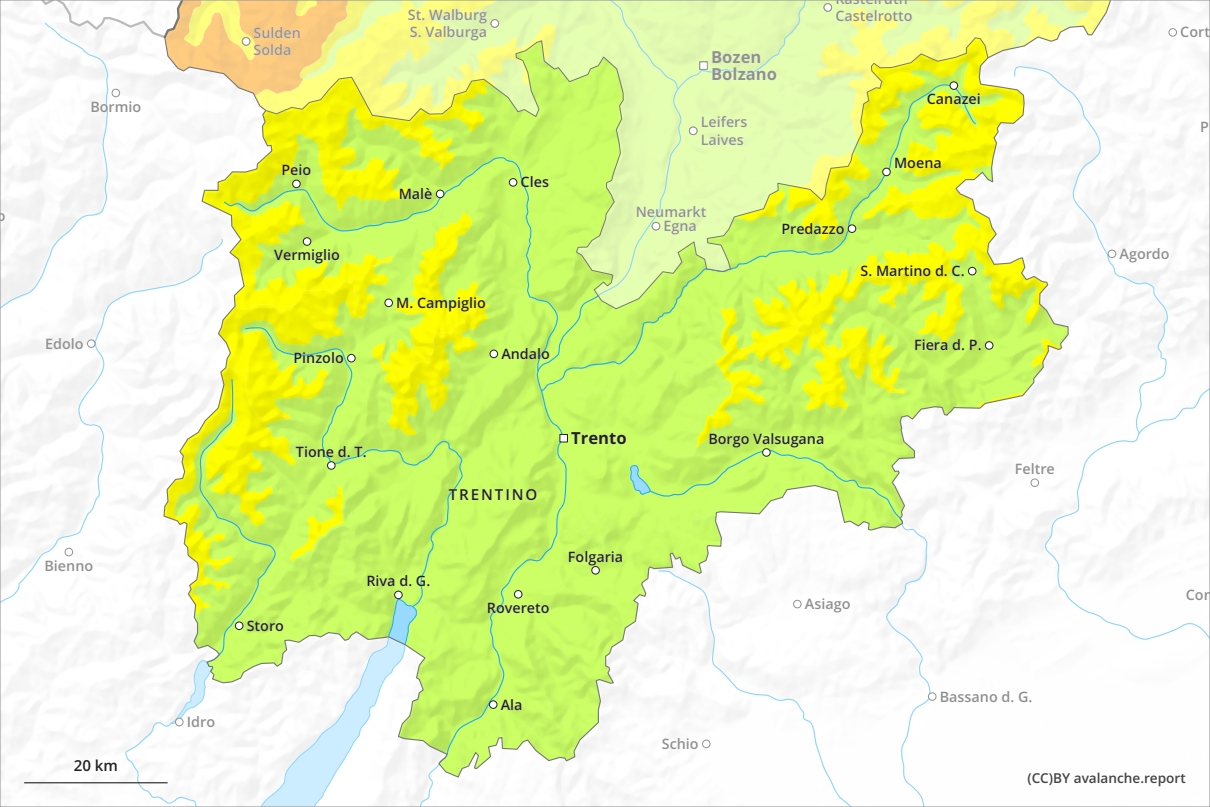 St. Walburg
S. Valburga
Kastelruth
Castelrotto
Sulden
Solda
Cort
Bozen
Bolzano
Bormio
Canazei
Leifers
Laives
Moena
Peio
Malè
Cles
Neumarkt
Egna
Predazzo
Vermiglio
Agordo
S. Martino d. C.
M. Campiglio
Edolo
Pinzolo
Andalo
Fiera d. P.
Trento
Borgo Valsugana
Tione d. T.
Feltre
TRENTINO
Bienno
Folgaria
Riva d. G.
Rovereto
Asiago
Cor
Storo
Bassano d. G.
Ala
Idro
Schio
20 km
(CC)BY avalanche.report